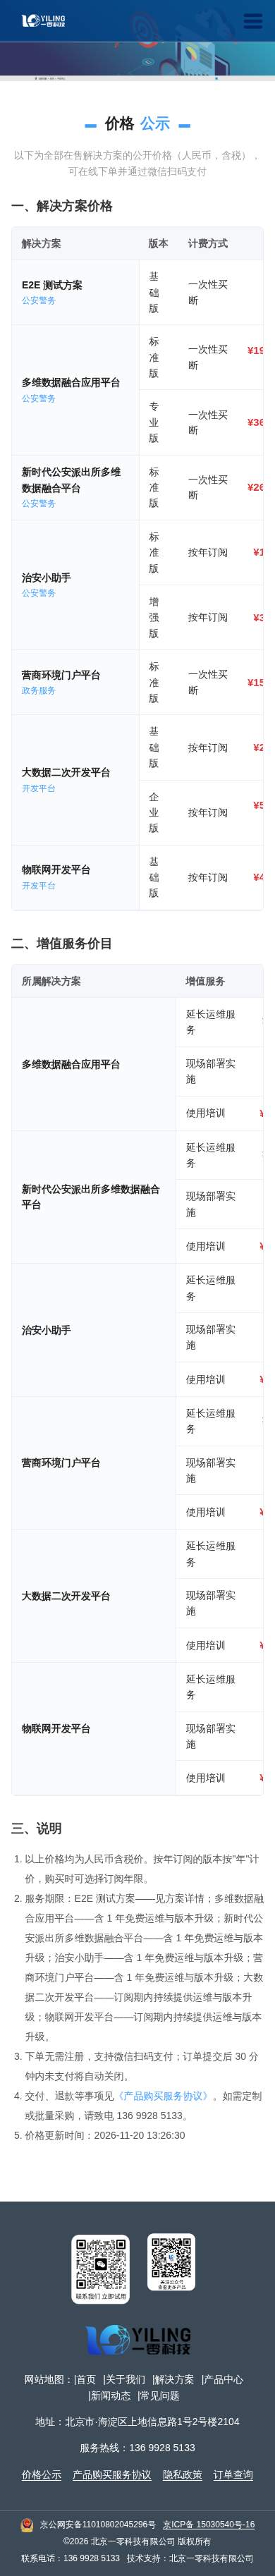 YILING
一零科技
价格 公示
以下为全部在售解决方案的公开价格（人民币，含税），
可在线下单并通过微信扫码支付
一、解决方案价格
解决方案 版本 计费方式
E2E 测试方案
公安警务
基础版
一次性买断
多维数据融合应用平台
公安警务
标准版
一次性买断
¥19
专业版
一次性买断
¥36
新时代公安派出所多维
数据融合平台
公安警务
标准版
一次性买断
¥26
治安小助手
公安警务
标准版
按年订阅
¥1
增强版
按年订阅
¥3
营商环境门户平台
政务服务
标准版
一次性买断
¥15
大数据二次开发平台
开发平台
基础版
按年订阅
¥2
企业版
按年订阅
¥5
物联网开发平台
开发平台
基础版
按年订阅
¥4
二、增值服务价目
所属解决方案 增值服务
多维数据融合应用平台
延长运维服务
现场部署实施
使用培训
新时代公安派出所多维数据融合
平台
延长运维服务
现场部署实施
使用培训
治安小助手
延长运维服务
现场部署实施
使用培训
营商环境门户平台
延长运维服务
现场部署实施
使用培训
大数据二次开发平台
延长运维服务
现场部署实施
使用培训
物联网开发平台
延长运维服务
现场部署实施
使用培训
三、说明
1. 以上价格均为人民币含税价。按年订阅的版本按"年"计
价，购买时可选择订阅年限。
2. 服务期限：E2E 测试方案——见方案详情；多维数据融
合应用平台——含 1 年免费运维与版本升级；新时代公
安派出所多维数据融合平台——含 1 年免费运维与版本
升级；治安小助手——含 1 年免费运维与版本升级；营
商环境门户平台——含 1 年免费运维与版本升级；大数
据二次开发平台——订阅期内持续提供运维与版本升
级；物联网开发平台——订阅期内持续提供运维与版本
升级。
3. 下单无需注册，支持微信扫码支付；订单提交后 30 分
钟内未支付将自动关闭。
4. 交付、退款等事项见《产品购买服务协议》。如需定制
或批量采购，请致电 136 9928 5133。
5. 价格更新时间：2026-11-20 13:26:30
联系我们 立即试用
关注公众号
查看更多产品
YILING
一零科技
网站地图：|首页 |关于我们 |解决方案 |产品中心
|新闻动态 |常见问题
地址：北京市·海淀区上地信息路1号2号楼2104
服务热线：136 9928 5133
价格公示 产品购买服务协议 隐私政策 订单查询
京公网安备11010802045296号 京ICP备 15030540号-16
©2026 北京一零科技有限公司 版权所有
联系电话：136 9928 5133 技术支持：北京一零科技有限公司